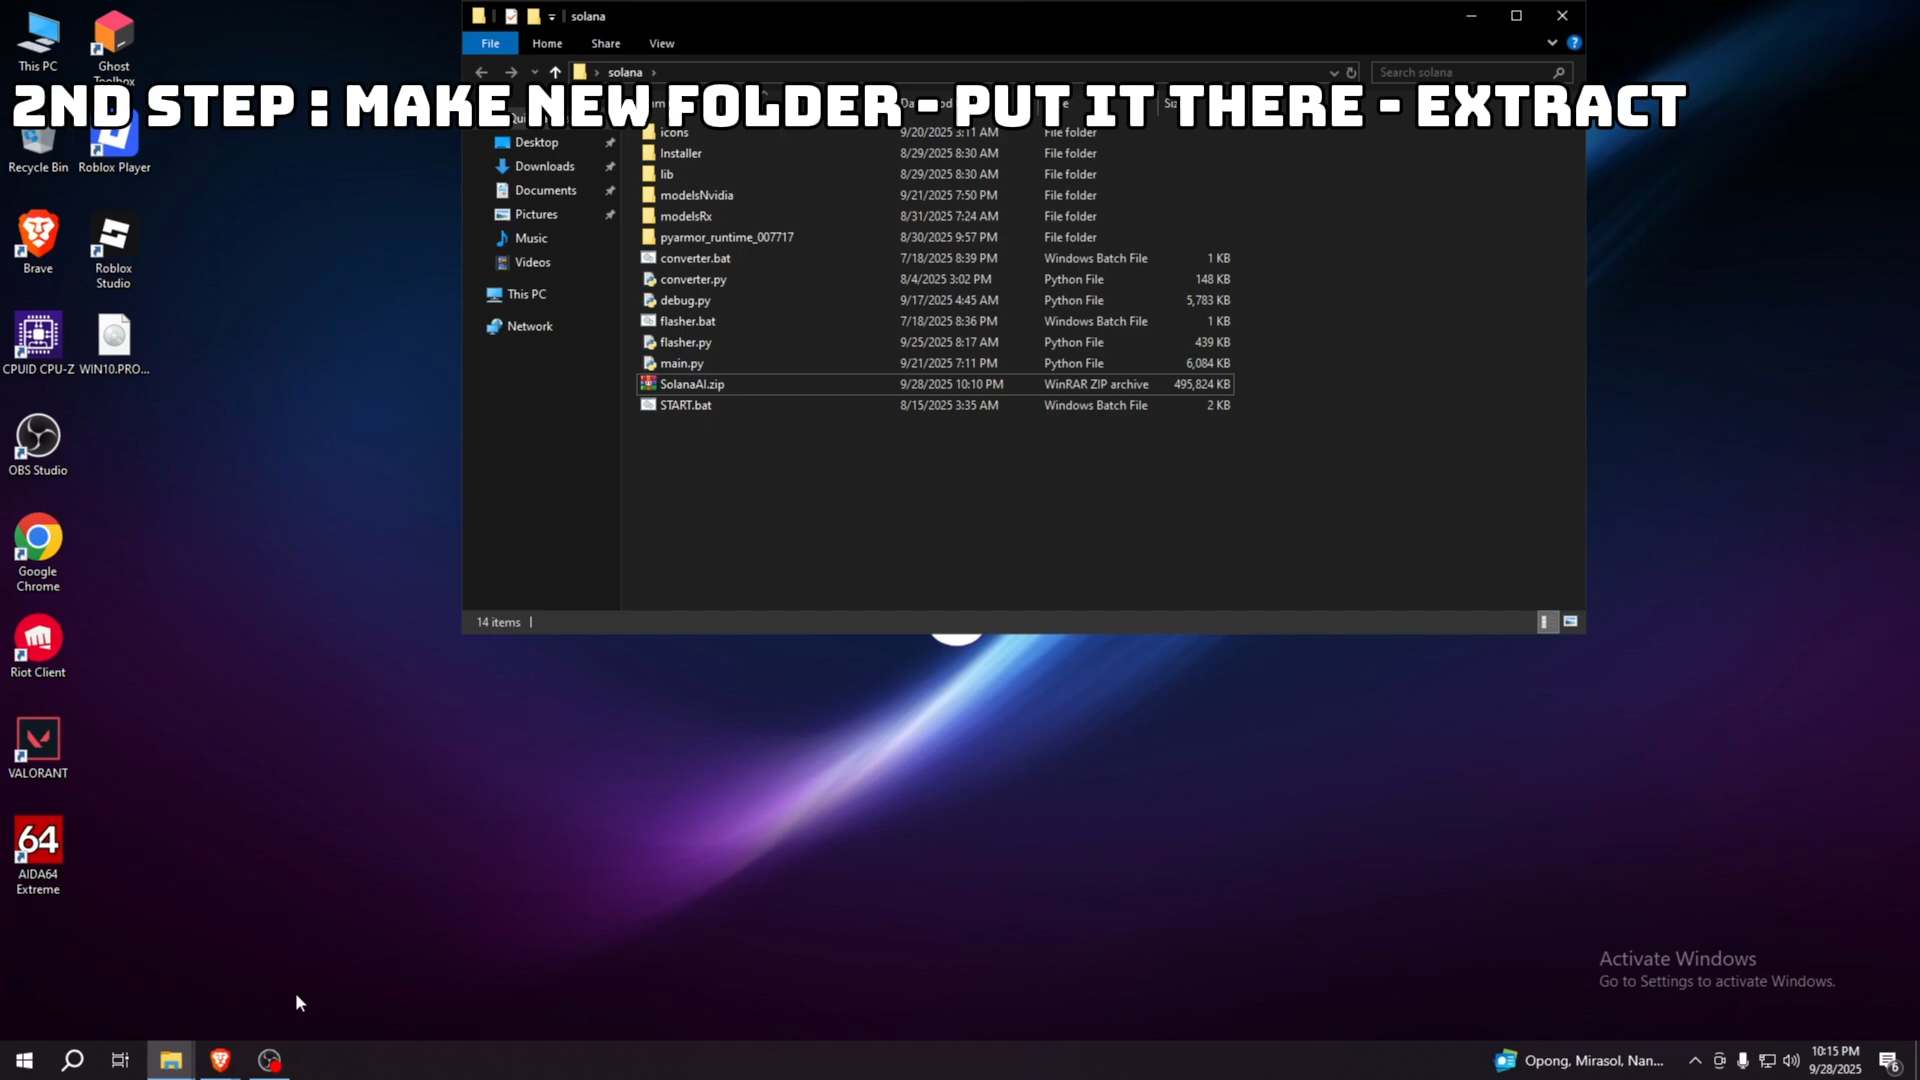 solana
File
Home
Share
View
solana
Search solana
2ND STEP : MAKE NEW FOLDER - PUT IT THERE - EXTRACT
This PC
Ghost
Toolbox
Recycle Bin
Roblox Player
Brave
Roblox
Studio
CPUID CPU-Z
WIN10.PRO...
OBS Studio
Google
Chrome
Riot Client
VALORANT
AIDA64
Extreme
Desktop
Downloads
Documents
Pictures
Music
Videos
This PC
Network
icons 9/20/2025 3:11 AM File folder
Installer 8/29/2025 8:30 AM File folder
lib 8/29/2025 8:30 AM File folder
modelsNvidia 9/21/2025 7:50 PM File folder
modelsRx 8/31/2025 7:24 AM File folder
pyarmor_runtime_007717 8/30/2025 9:57 PM File folder
converter.bat 7/18/2025 8:39 PM Windows Batch File 1 KB
converter.py 8/4/2025 3:02 PM Python File 148 KB
debug.py 9/17/2025 4:45 AM Python File 5,783 KB
flasher.bat 7/18/2025 8:36 PM Windows Batch File 1 KB
flasher.py 9/25/2025 8:17 AM Python File 439 KB
main.py 9/21/2025 7:11 PM Python File 6,084 KB
SolanaAI.zip 9/28/2025 10:10 PM WinRAR ZIP archive 495,824 KB
START.bat 8/15/2025 3:35 AM Windows Batch File 2 KB
14 items
Activate Windows
Go to Settings to activate Windows.
Opong, Mirasol, Nan...
10:15 PM
9/28/2025
6
64